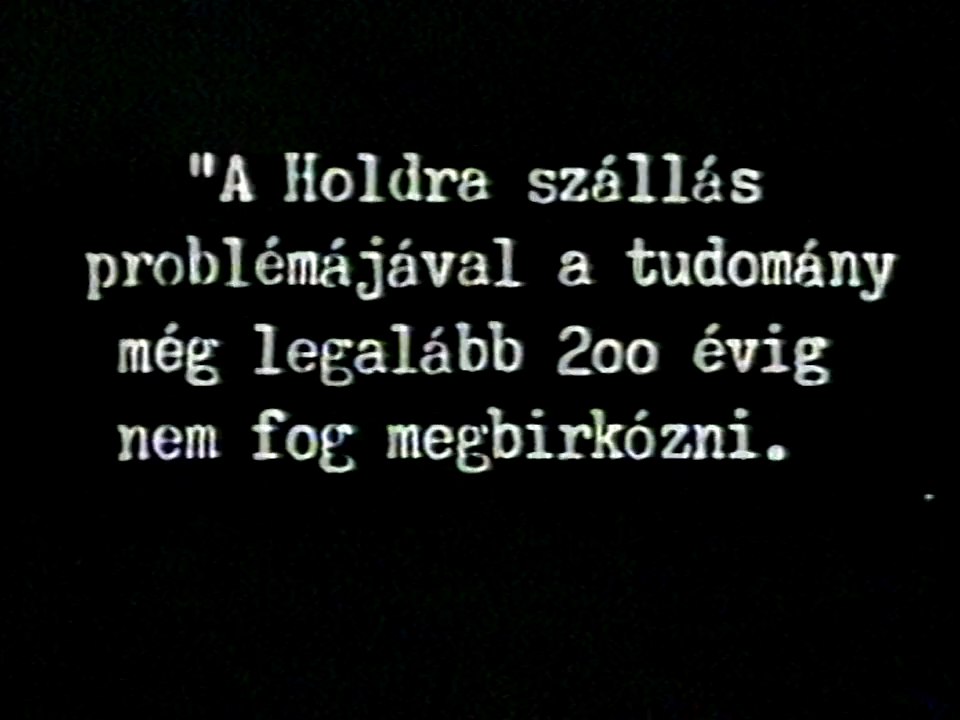 "A Holdra szállás
problémájával a tudomány
még legalább 2oo évig
nem fog megbirkózni.